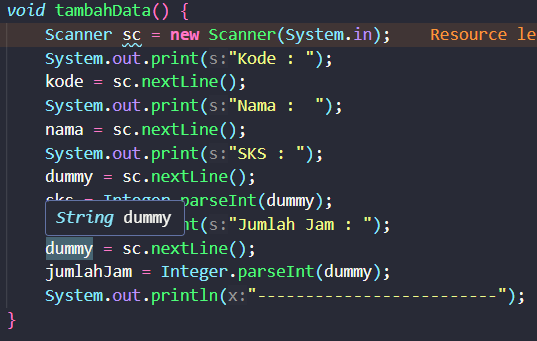 void tambahData() {
Scanner sc = new Scanner(System.in);    Resource le
System.out.print(s:"Kode : ");
kode = sc.nextLine();
System.out.print(s:"Nama :  ");
nama = sc.nextLine();
System.out.print(s:"SKS : ");
dummy = sc.nextLine();
sks = Integer.parseInt(dummy);
String dummy
nt(s:"Jumlah Jam : ");
dummy = sc.nextLine();
jumlahJam = Integer.parseInt(dummy);
System.out.println(x:"-------------------------");
}